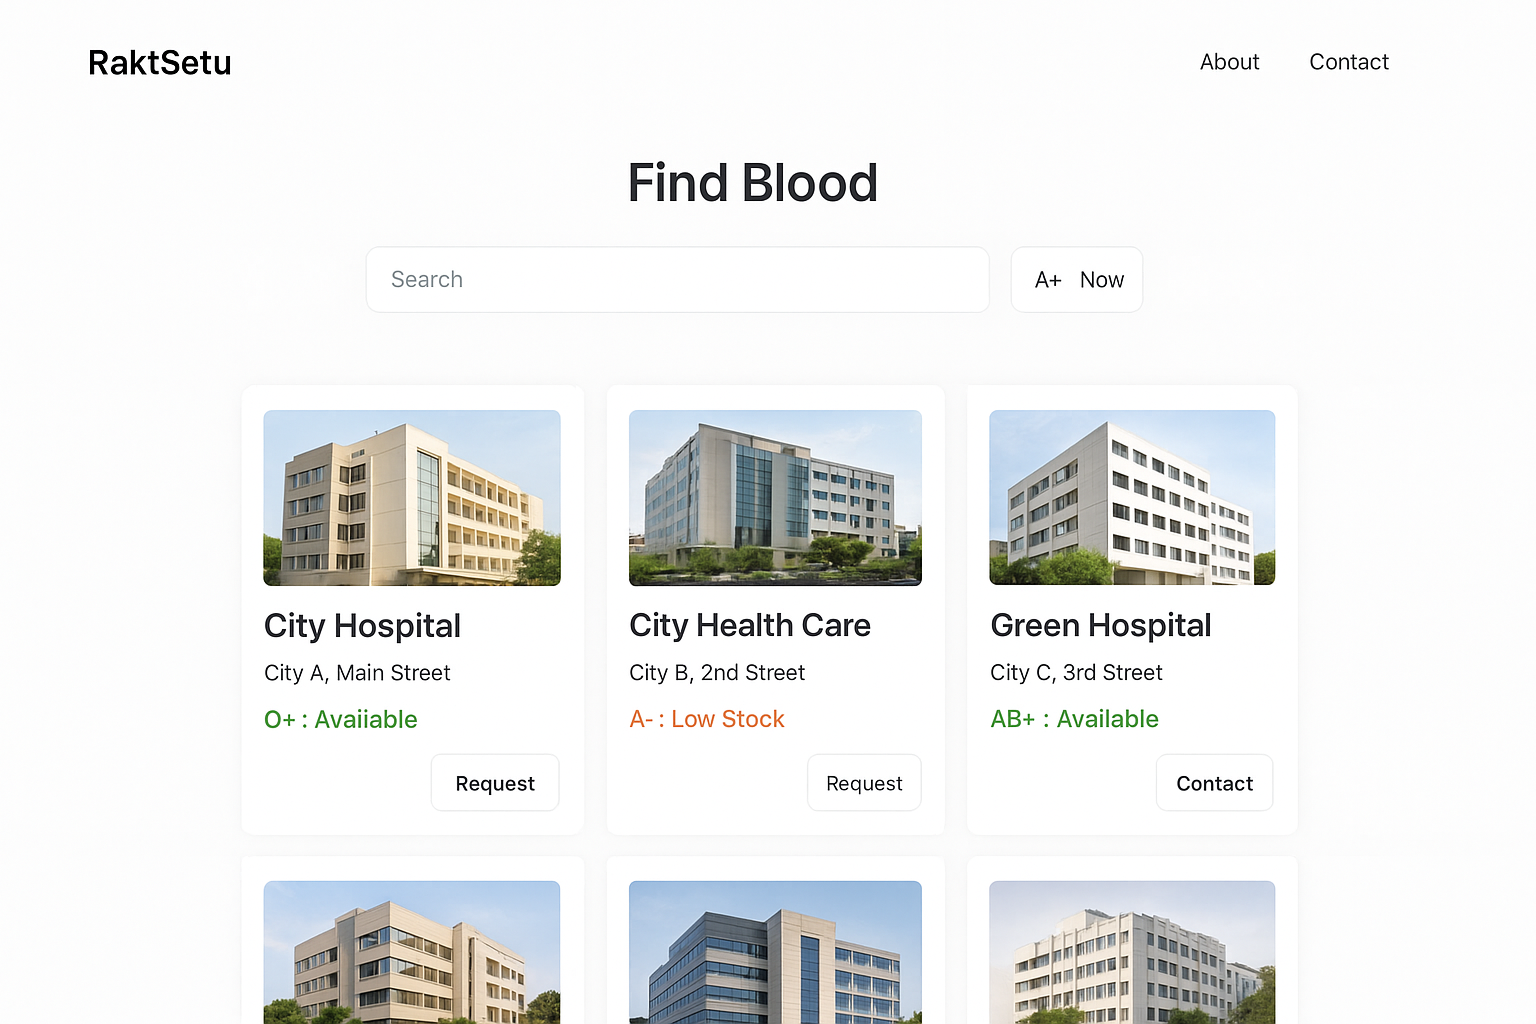 RaktSetu
About Contact
Find Blood
Search
A+ Now
City Hospital
City A, Main Street
O+ : Avaiiable
Request
City Health Care
City B, 2nd Street
A- : Low Stock
Request
Green Hospital
City C, 3rd Street
AB+ : Available
Contact